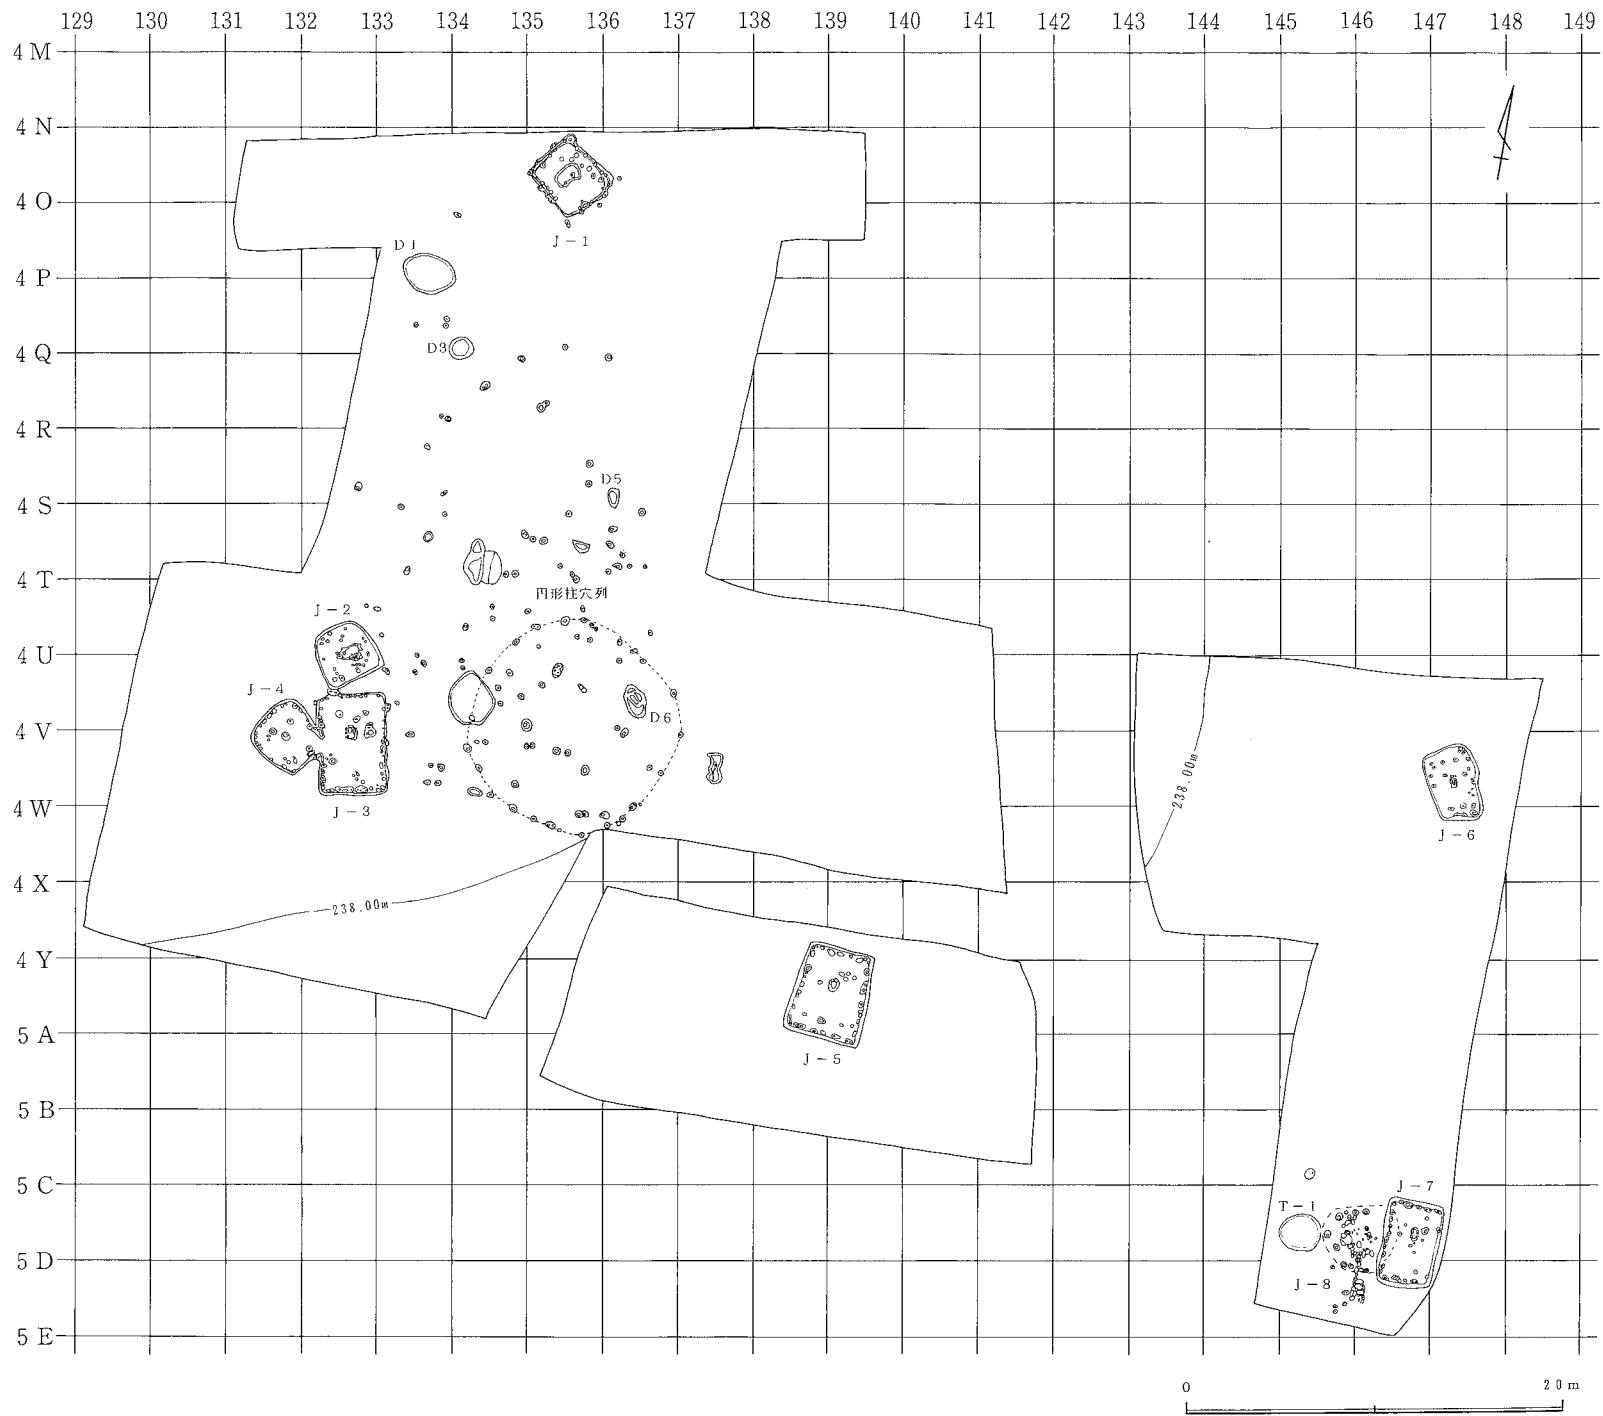 129 130 131 132 133 134 135 136 137 138 139 140 141 142 143 144 145 146 147 148 149
4 M
4 N
4 O
J-1
D1
4 P
D3
4 Q
4 R
D5
4 S
4 T
円形柱穴列
J-2
4 U
J-4
D6
4 V
238.00m
4 W
J-3
J-6
4 X
238.00m
4 Y
5 A
J-5
5 B
5 C
J-7
T-1
5 D
J-8
5 E
0 20m